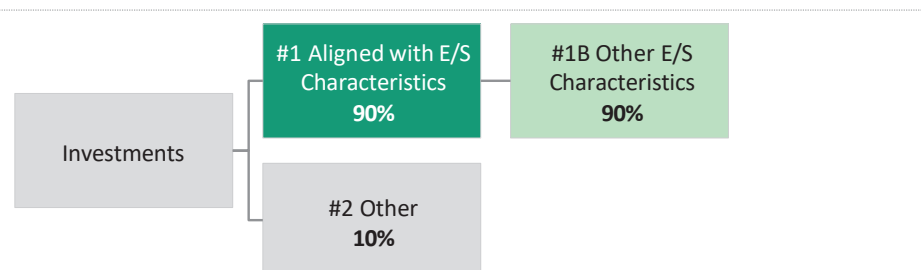 #1 Aligned with E/S
Characteristics
90%
#1B Other E/S
Characteristics
90%
Investments
#2 Other
10%